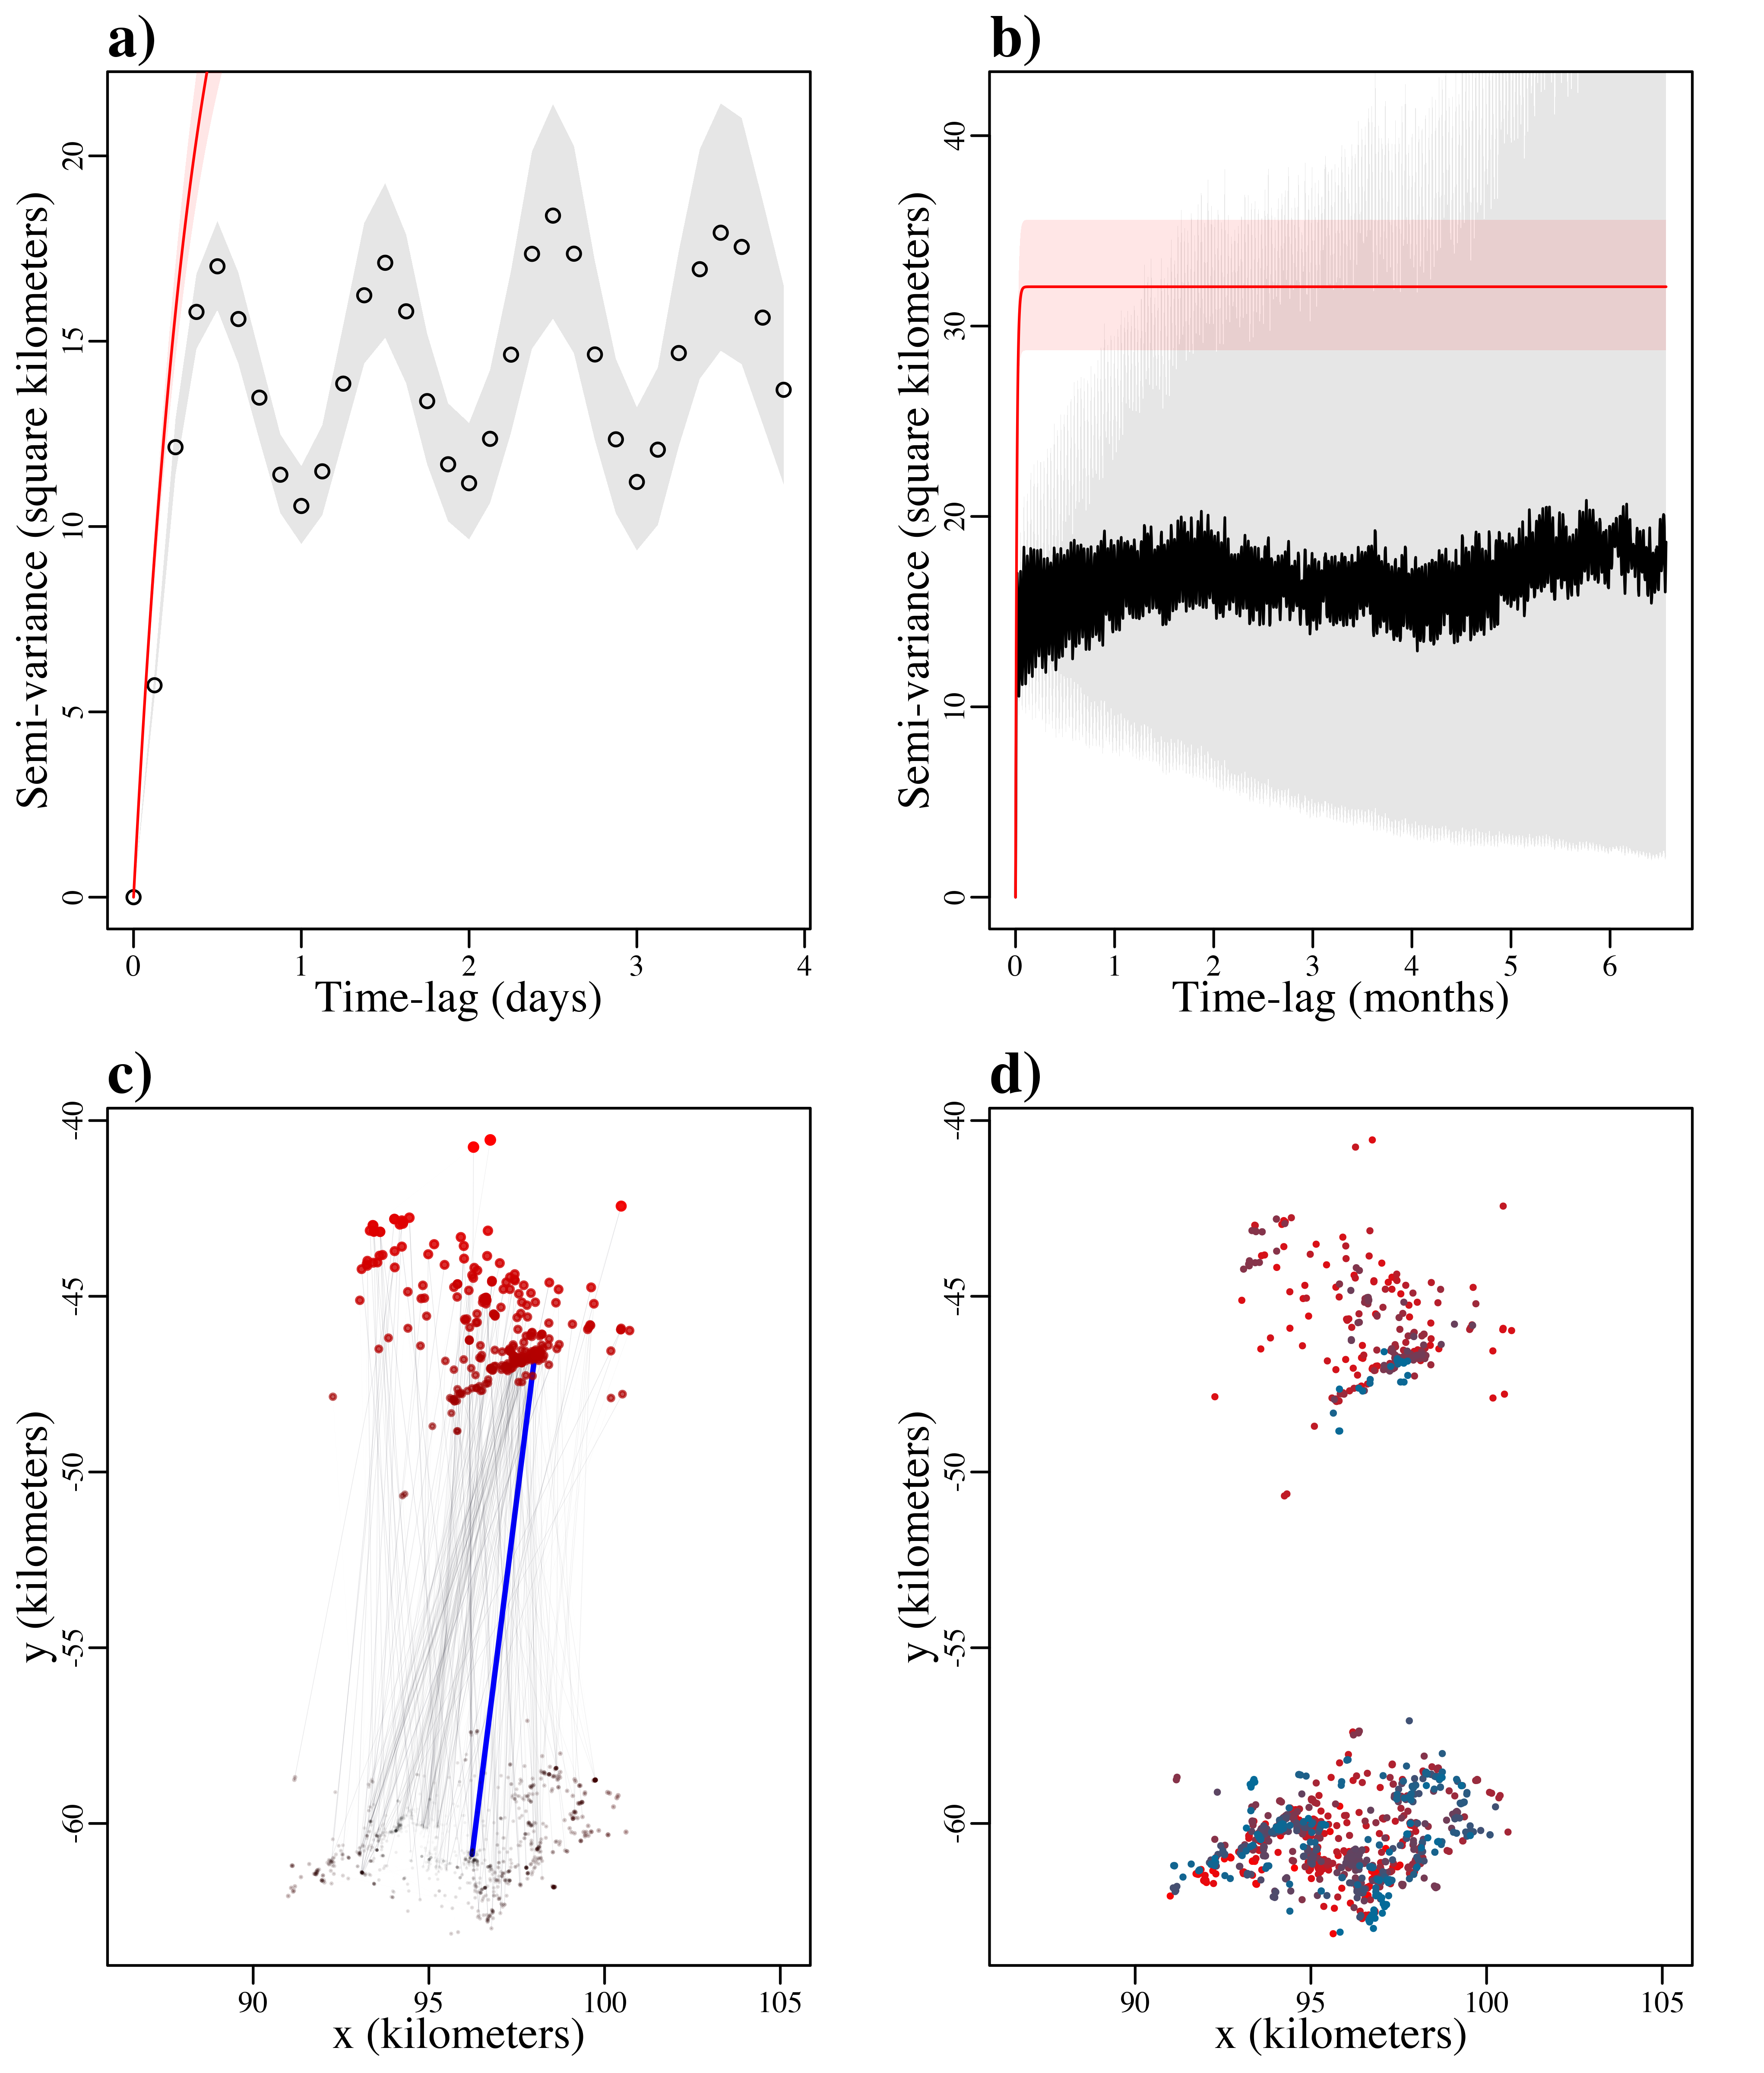 a)
Semi-variance (square kilometers)
0 5 10 15 20
0 1 2 3 4
Time-lag (days)
b)
Semi-variance (square kilometers)
0 10 20 30 40
0 1 2 3 4 5 6
Time-lag (months)
c)
y (kilometers)
-60 -55 -50 -45 -40
90 95 100 105
x (kilometers)
d)
y (kilometers)
-60 -55 -50 -45 -40
90 95 100 105
x (kilometers)